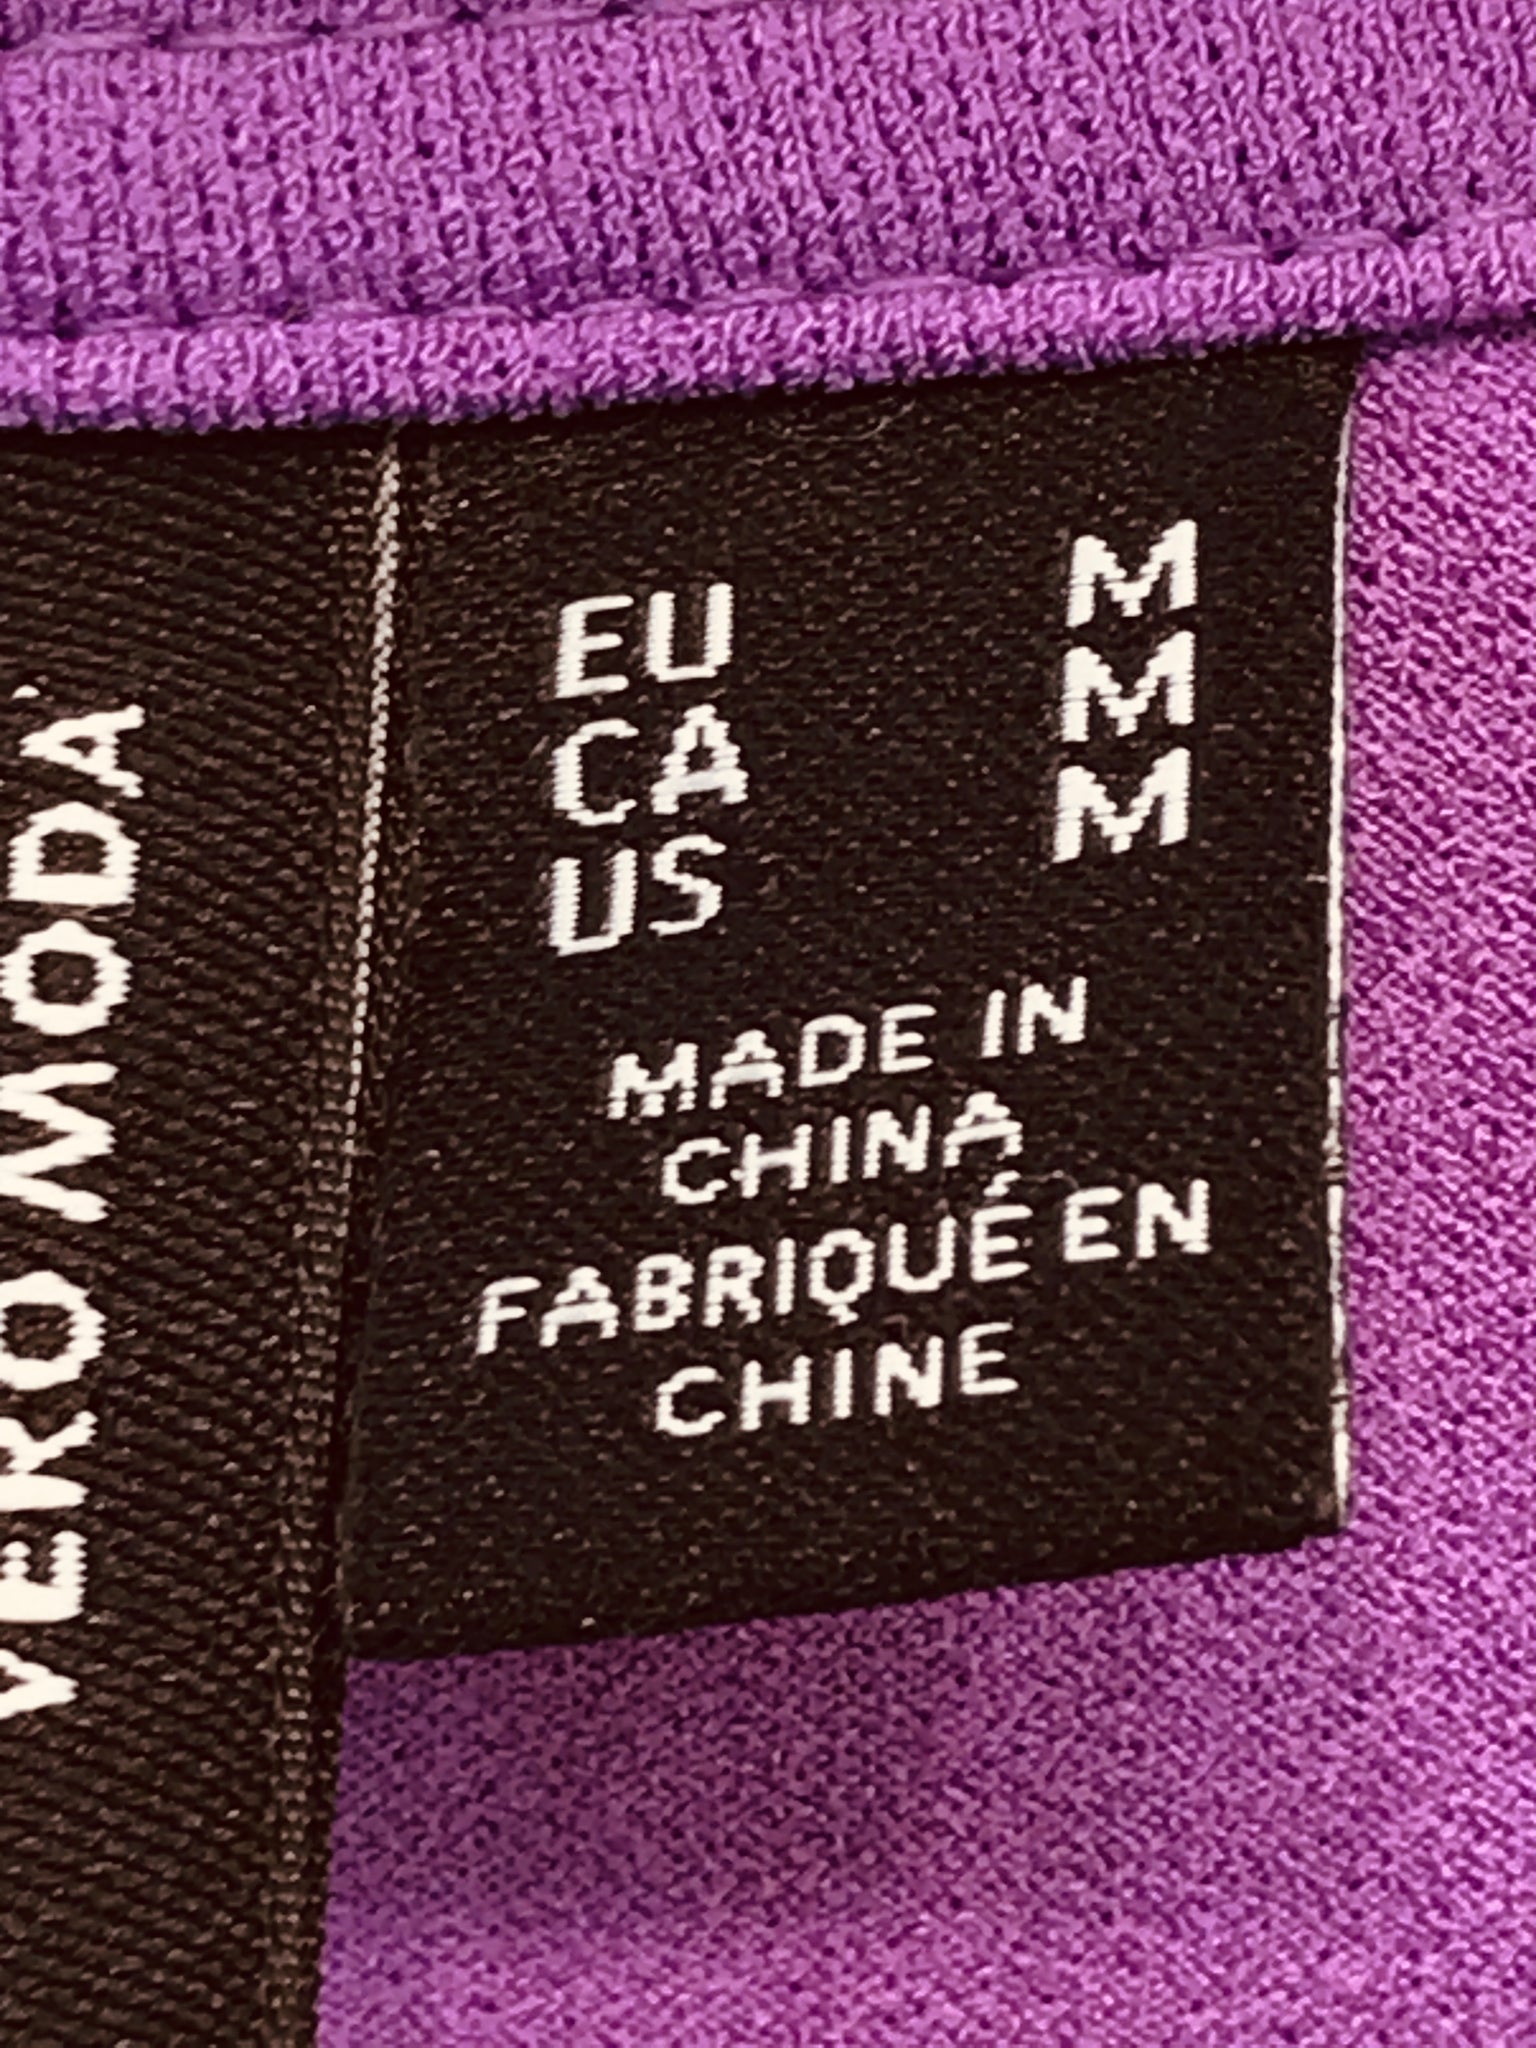 VERO MODA
EU M
CA M
US M
MADE IN
CHINA
FABRIQUÉ EN
CHINE